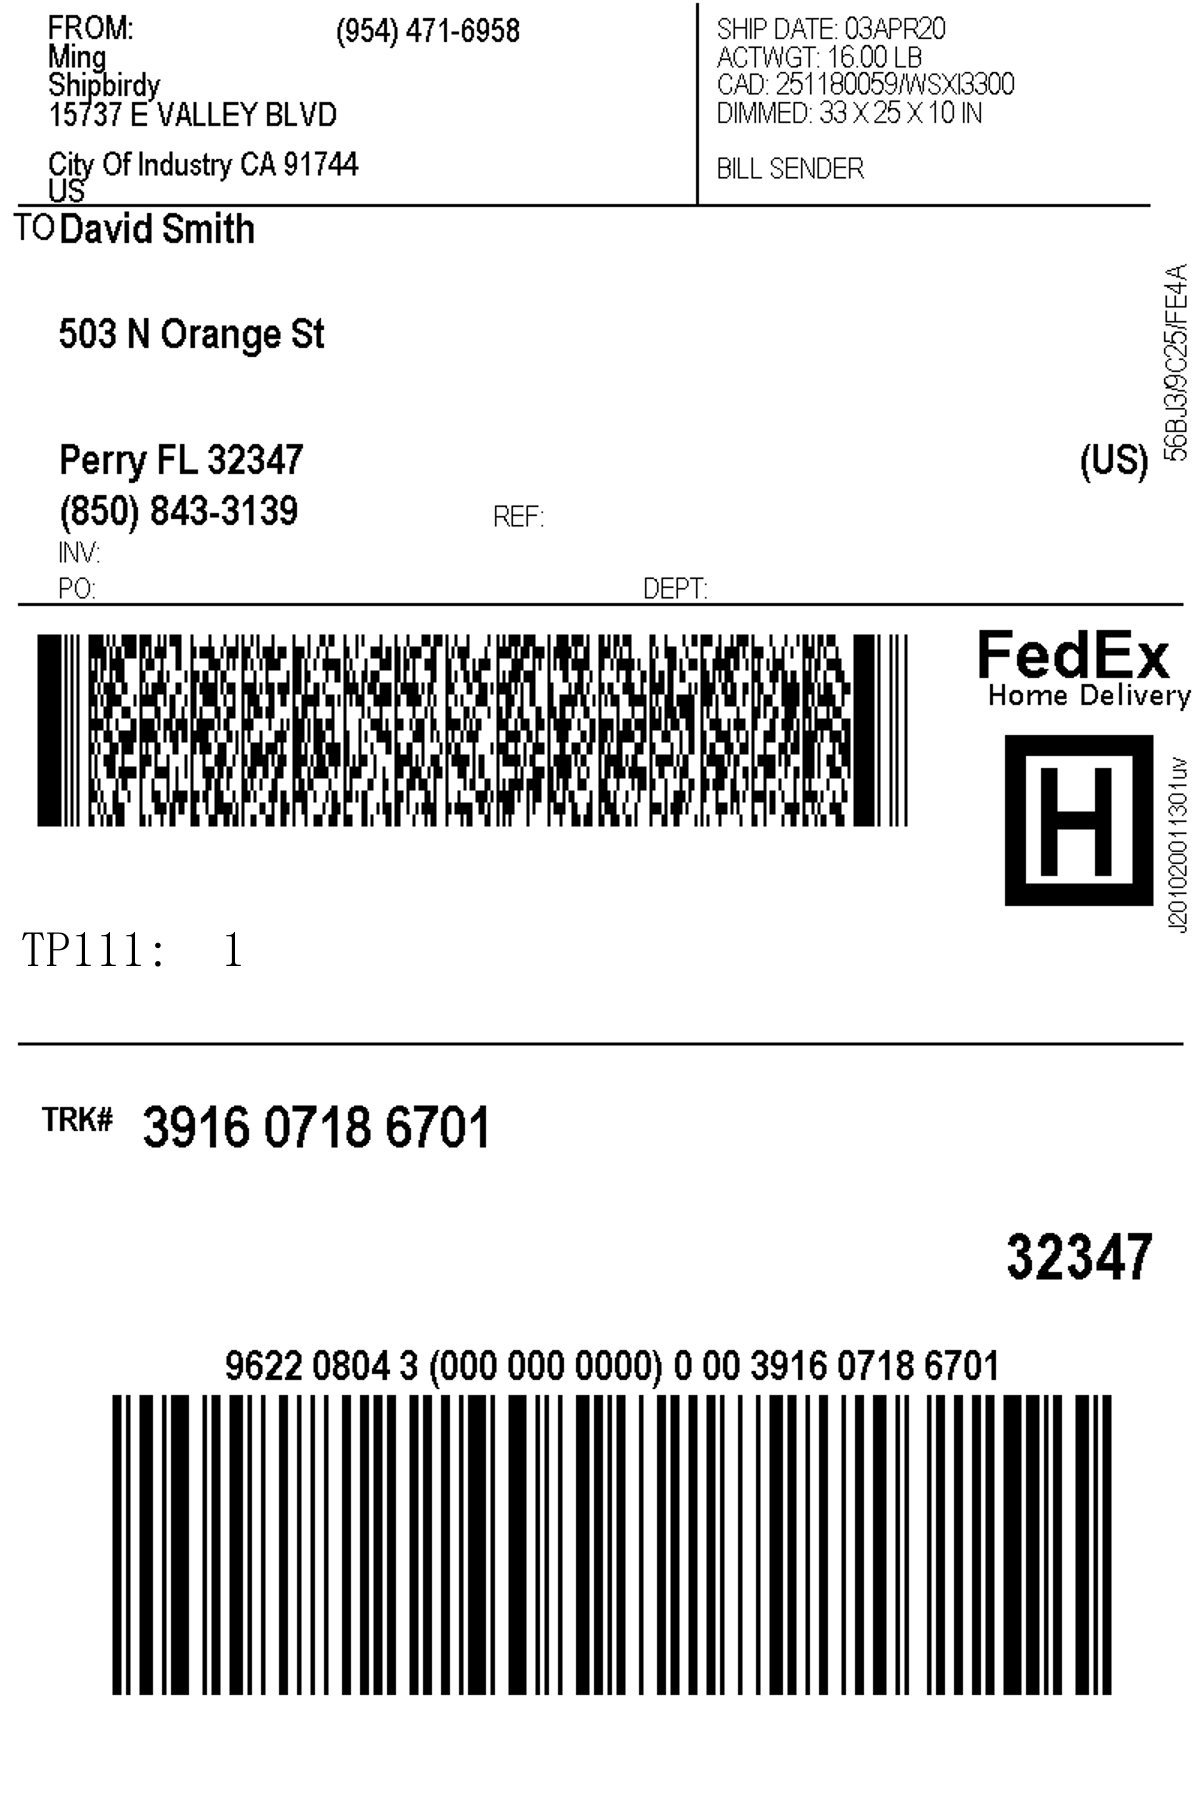 FROM: (954) 471-6958
Ming
Shipbirdy
15737 E VALLEY BLVD
City Of Industry CA 91744
US
SHIP DATE: 03APR20
ACTWGT: 16.00 LB
CAD: 251180059/WSXI3300
DIMMED: 33 X 25 X 10 IN
BILL SENDER
TO David Smith
503 N Orange St
Perry FL 32347 (US)
(850) 843-3139 REF:
INV:
PO: DEPT:
56BJ3/9C25/FE4A
FedEx
Home Delivery
H
J201020011301uv
TP111: 1
TRK# 3916 0718 6701
32347
9622 0804 3 (000 000 0000) 0 00 3916 0718 6701